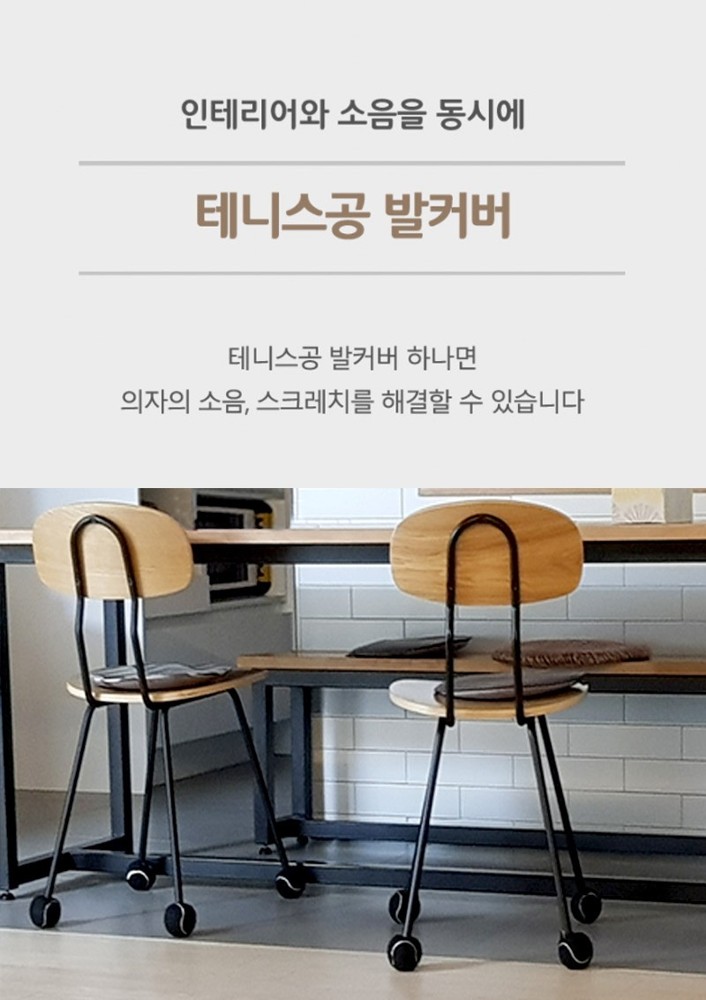 인테리어와 소음을 동시에
테니스공 발커버
테니스공 발커버 하나면
의자의 소음, 스크레치를 해결할 수 있습니다